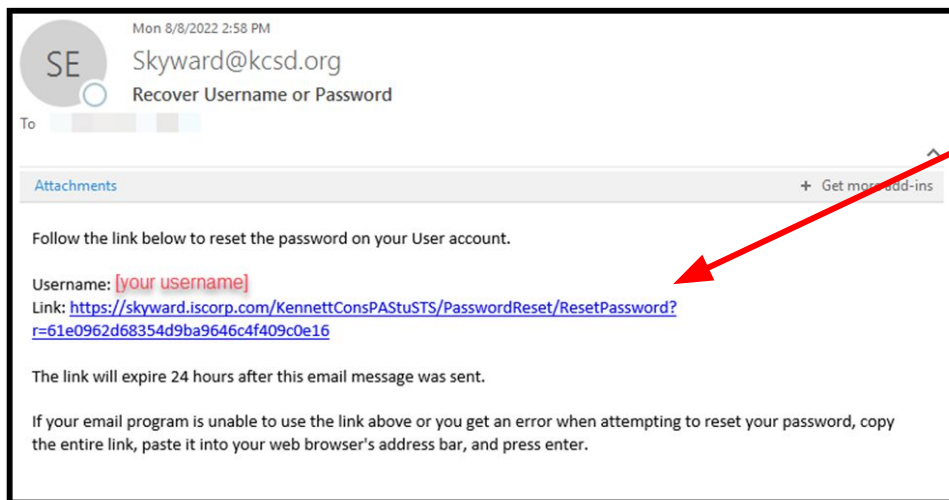 Mon 8/8/2022 2:58 PM
SE
Skyward@kcsd.org
Recover Username or Password
To
Attachments
+ Get more add-ins
Follow the link below to reset the password on your User account.
Username: [your username]
Link: https://skyward.iscorp.com/KennettConsPAStuSTS/PasswordReset/ResetPassword?
r=61e0962d68354d9ba9646c4f409c0e16
The link will expire 24 hours after this email message was sent.
If your email program is unable to use the link above or you get an error when attempting to reset your password, copy
the entire link, paste it into your web browser's address bar, and press enter.